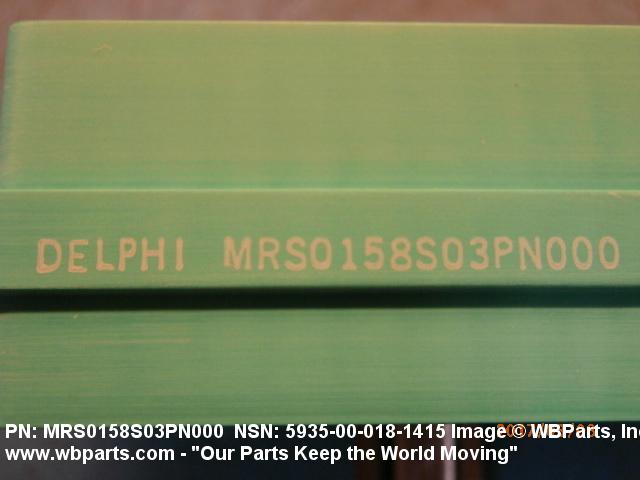 DELPHI MRS0158S03PN000
PN: MRS0158S03PN000 NSN: 5935-00-018-1415 Image © WBParts, Inc
www.wbparts.com - "Our Parts Keep the World Moving"